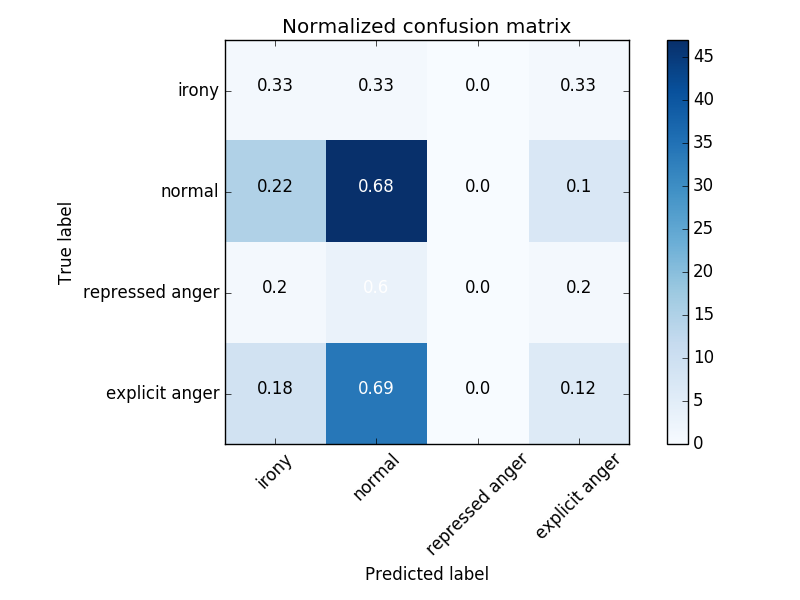 Normalized confusion matrix
irony 0.33 0.33 0.0 0.33
normal 0.22 0.68 0.0 0.1
repressed anger 0.2 0.6 0.0 0.2
explicit anger 0.18 0.69 0.0 0.12
irony normal repressed anger explicit anger
Predicted label
True label
45
40
35
30
25
20
15
10
5
0